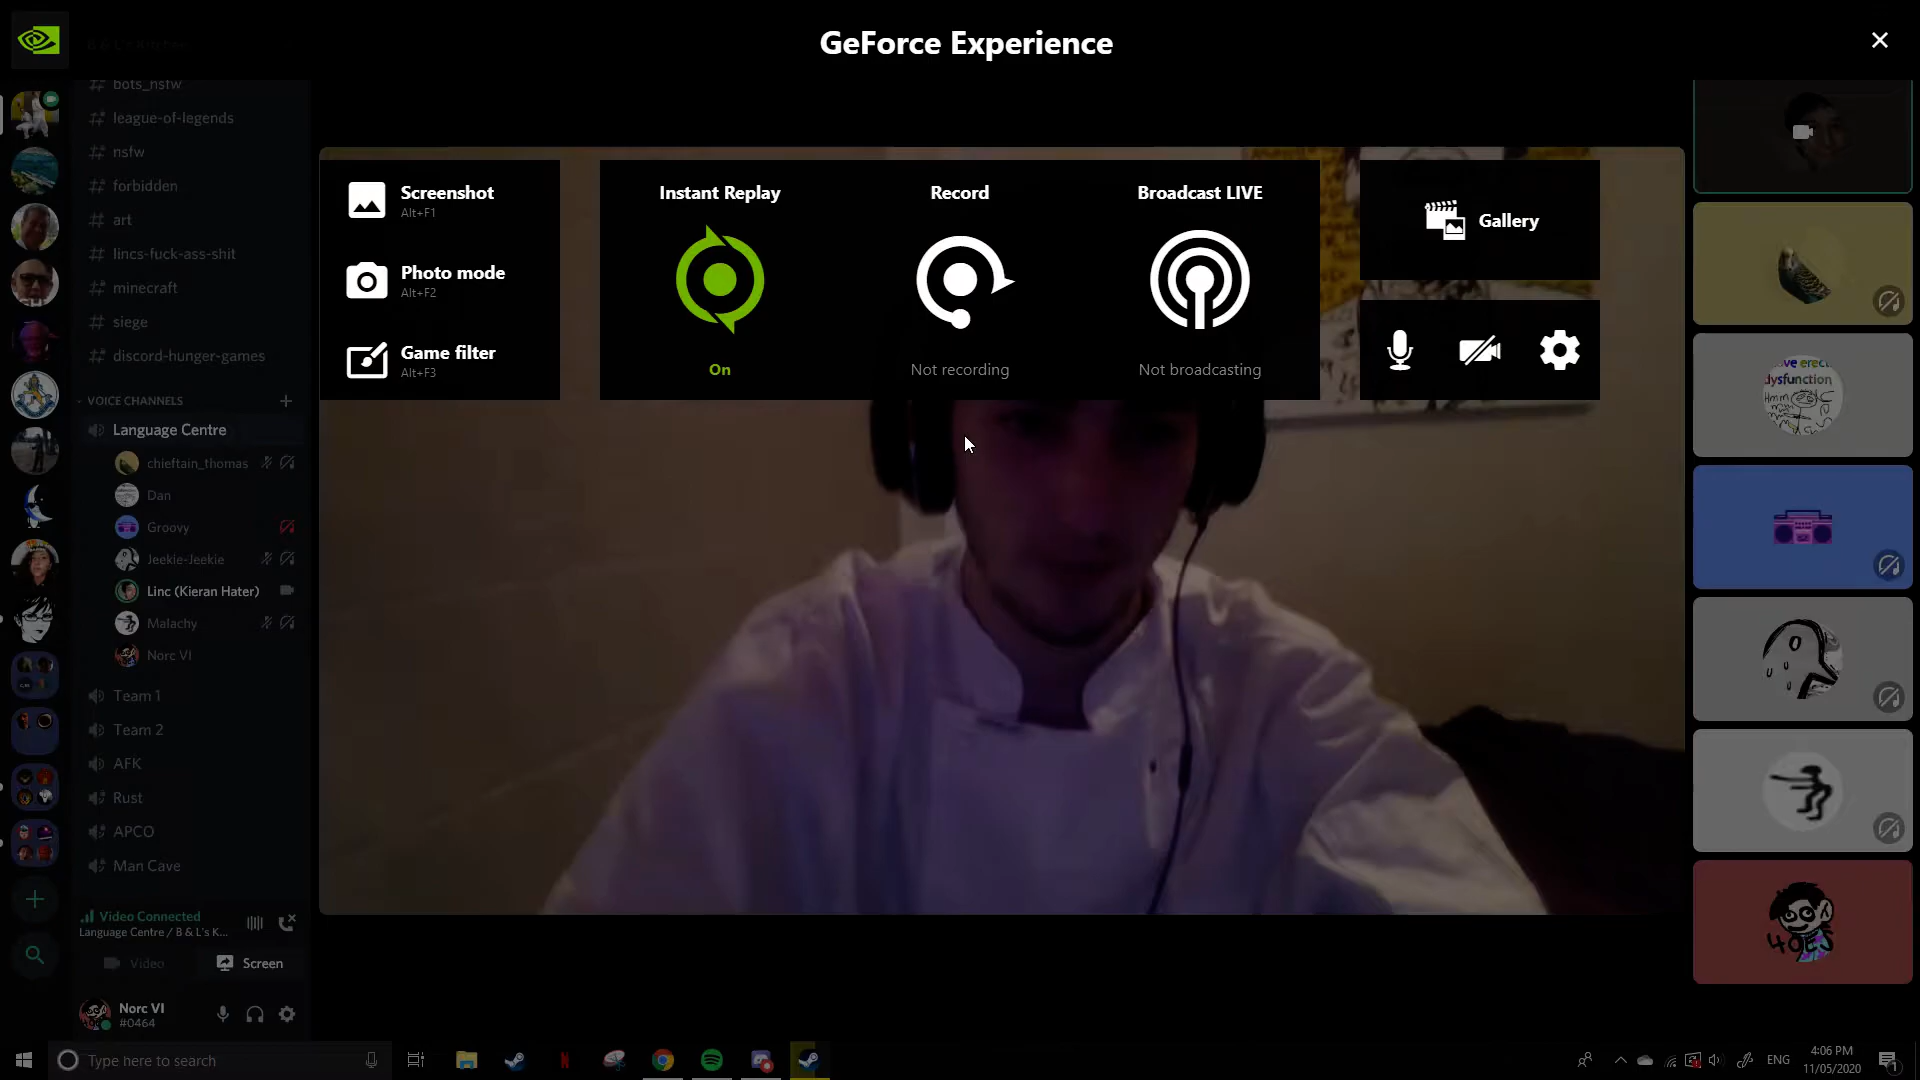 GeForce Experience
bots_nsfw
league-of-legends
nsfw
forbidden
art
lincs-fuck-ass-shit
minecraft
siege
discord-hunger-games
VOICE CHANNELS
Language Centre
chieftain_thomas
Dan
Groovy
Jeekie-Jeekie
Linc (Kieran Hater)
Malachy
Norc VI
Team 1
Team 2
AFK
Rust
APCO
Man Cave
Video Connected
Language Centre / B & L's K...
Video
Screen
Norc VI
#0464
Screenshot
Alt+F1
Photo mode
Alt+F2
Game filter
Alt+F3
Instant Replay
On
Record
Not recording
Broadcast LIVE
Not broadcasting
Gallery
dysfunction
Hmm
40ES
Type here to search
ENG
4:06 PM
11/05/2020
1